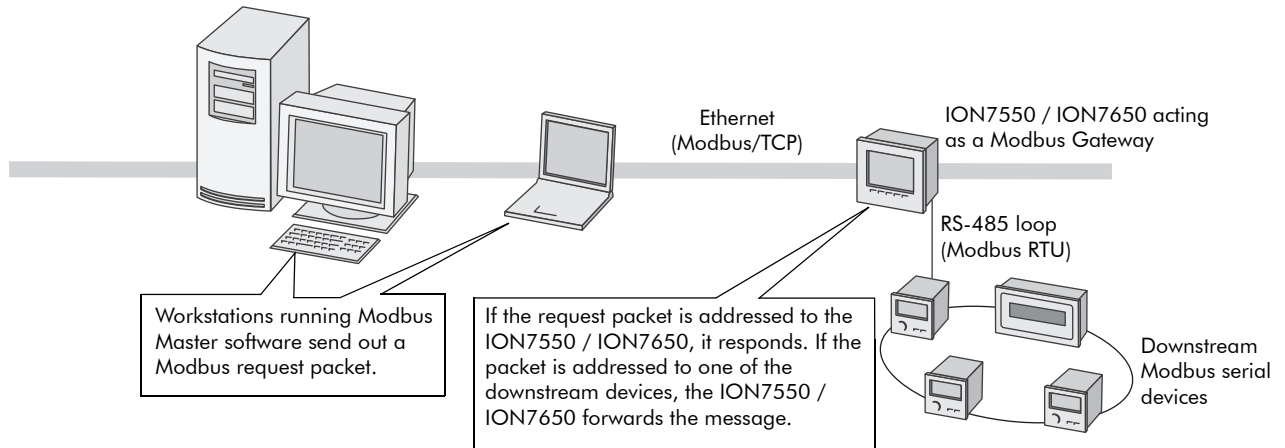 Ethernet
(Modbus/TCP)
ION7550 / ION7650 acting
as a Modbus Gateway
RS-485 loop
(Modbus RTU)
Workstations running Modbus
Master software send out a
Modbus request packet.
If the request packet is addressed to the
ION7550 / ION7650, it responds. If the
packet is addressed to one of the
downstream devices, the ION7550 /
ION7650 forwards the message.
Downstream
Modbus serial
devices